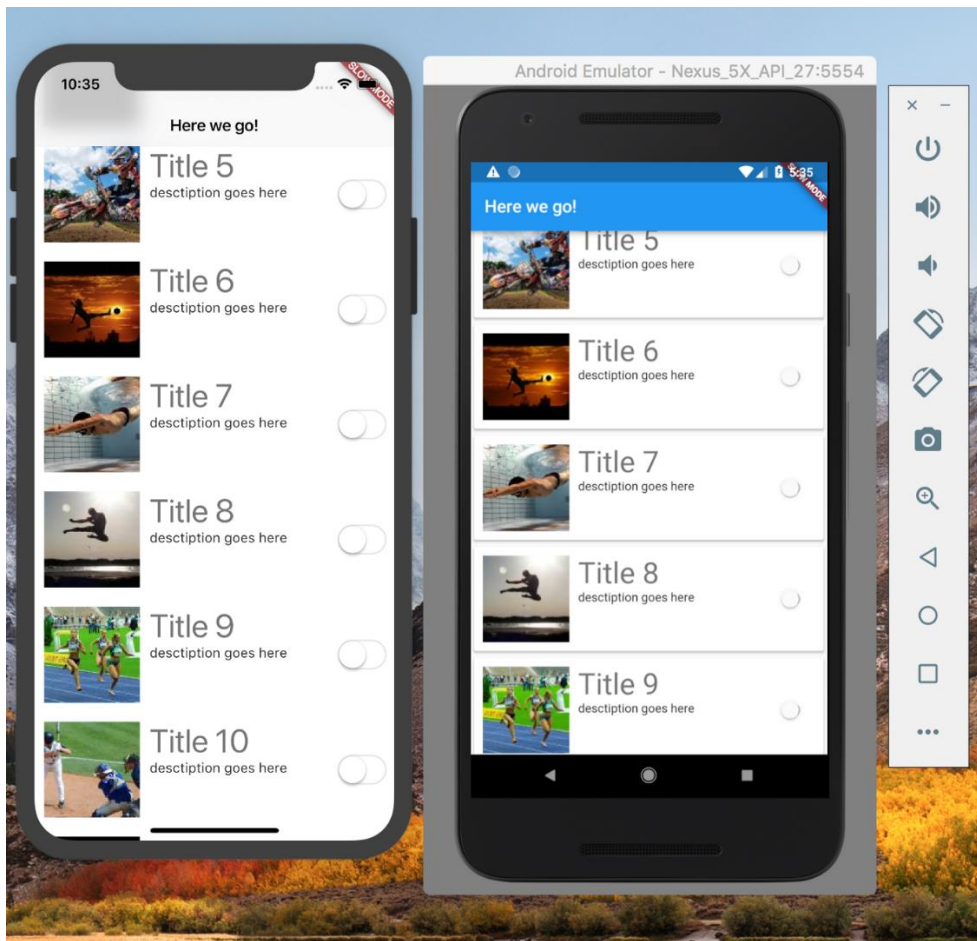 10:35
SLOW MODE
Here we go!
Title 5
desctiption goes here
Title 6
desctiption goes here
Title 7
desctiption goes here
Title 8
desctiption goes here
Title 9
desctiption goes here
Title 10
desctiption goes here
Android Emulator - Nexus_5X_API_27:5554
5:35
SLOW MODE
Here we go!
Title 5
desctiption goes here
Title 6
desctiption goes here
Title 7
desctiption goes here
Title 8
desctiption goes here
Title 9
desctiption goes here